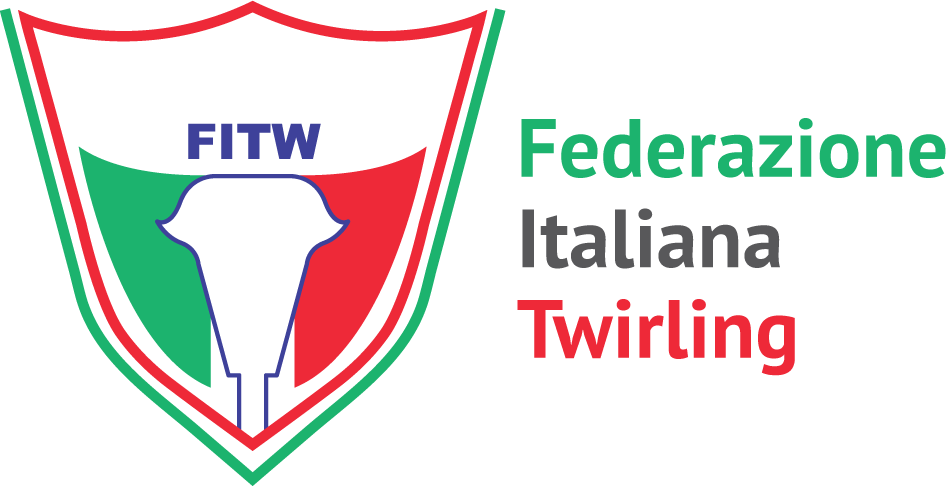 FITW
Federazione
Italiana
Twirling